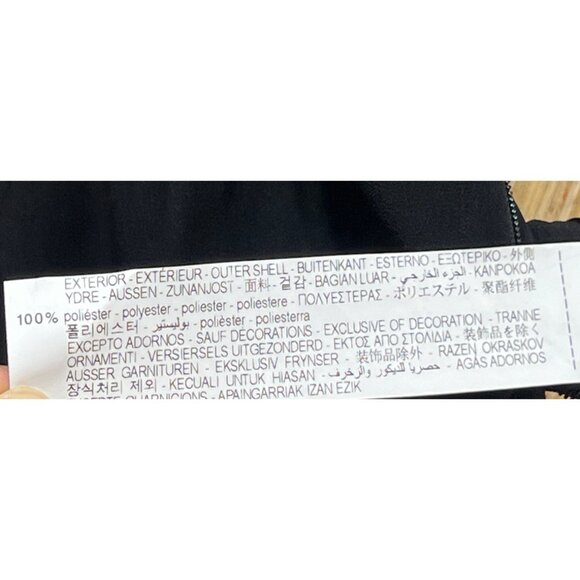 EXTERIOR - EXTÉRIEUR - OUTER SHELL - BUITENKANT - ESTERNO - ΕΞΩΤΕΡΙΚΟ - 外側
YDRE - AUSSEN - ZUNANJOST - 面料 - 겉감 - BAGIAN LUAR - الجزء الخارجي - KANPOKOA
100% poliéster - polyester - poliester - poliestere - ΠΟΛΥΕΣΤΕΡΑΣ - ポリエステル - 聚酯纤维
폴리에스터 - بوليستير - polièster - poliesterra
EXCEPTO ADORNOS - SAUF DÉCORATIONS - EXCLUSIVE OF DECORATION - TRANNE
ORNAMENTI - VERSIERSELS UITGEZONDERD - ΕΚΤΟΣ ΑΠΟ ΣΤΟΛΙΔΙΑ - 装飾品を除く
AUSSER GARNITUREN - EKSKLUSIV FRYNSER - 装饰品除外 - RAZEN OKRASKOV
장식처리 제외 - KECUALI UNTUK HIASAN - حصريا للديكور والزخرف - AGAS ADORNOS
EXCEPTE GUARNICIONS - APAINGARRIAK IZAN EZIK